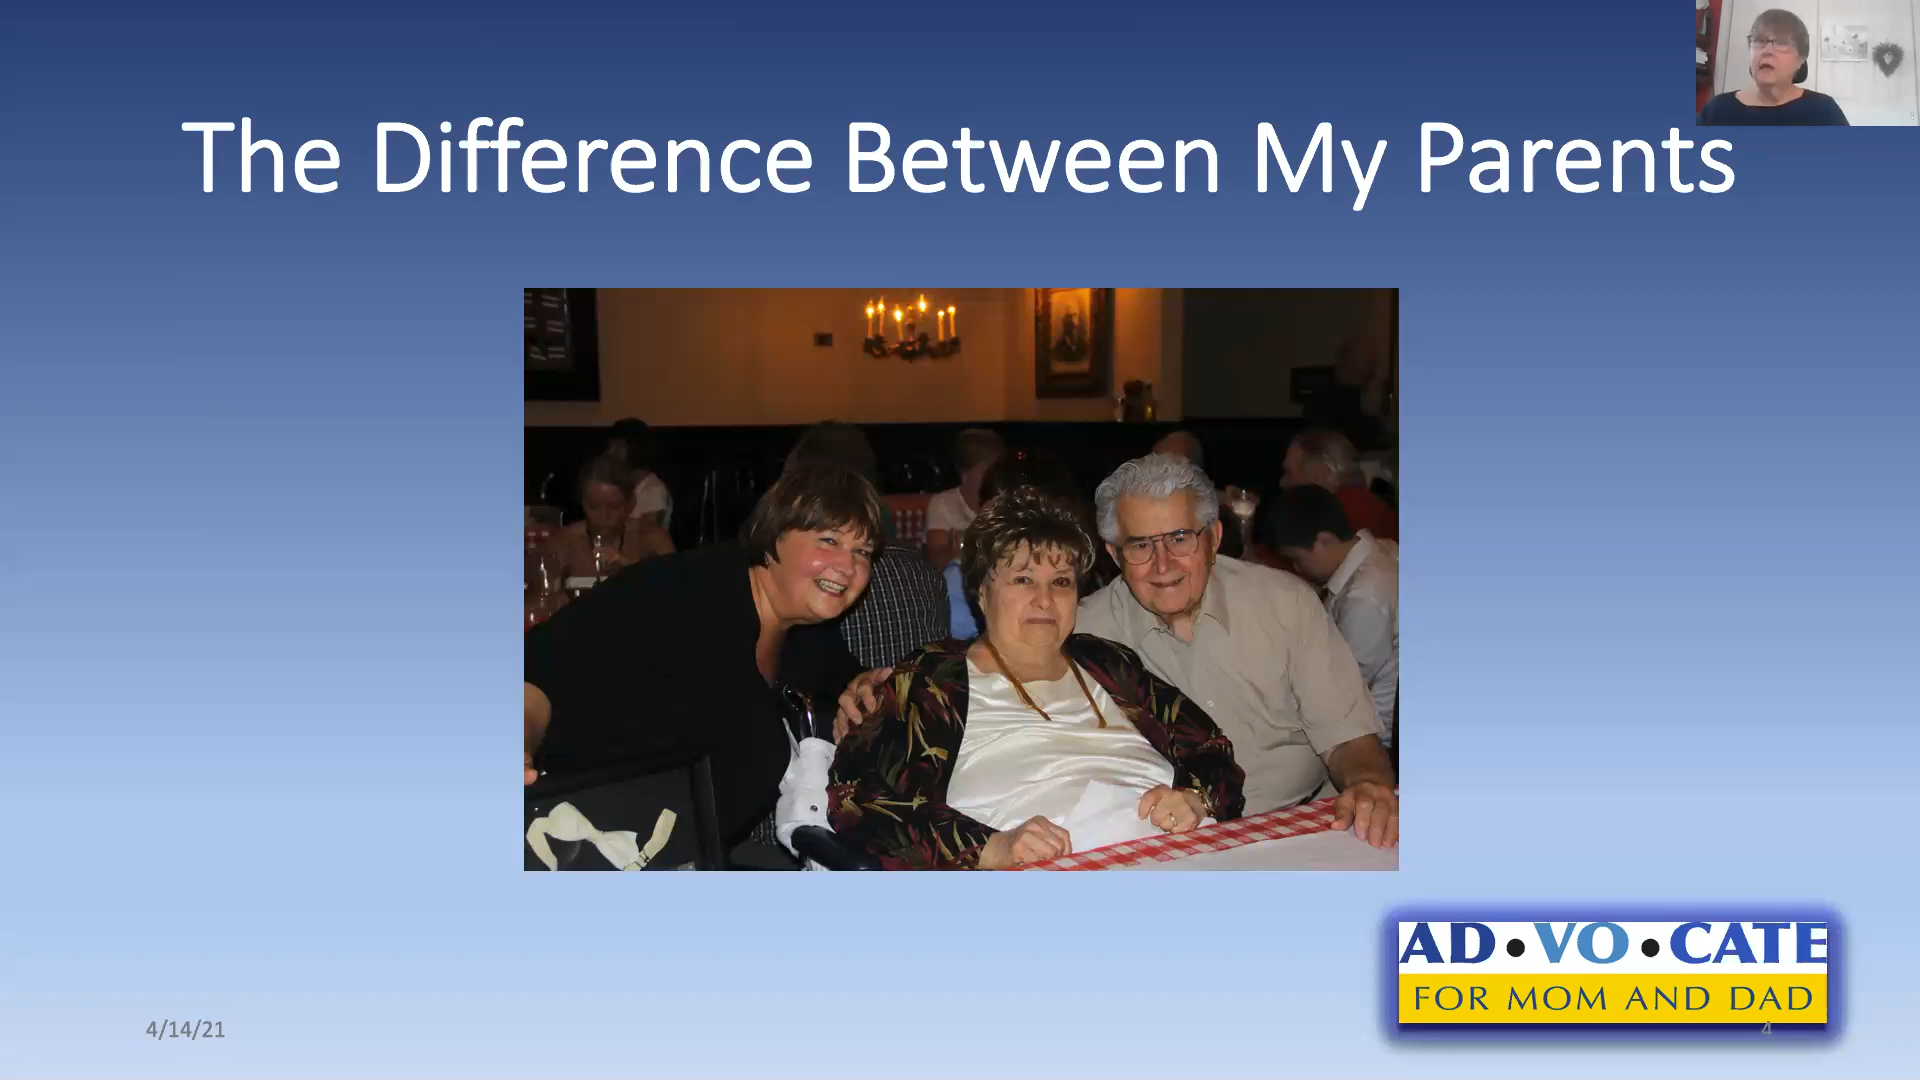 The Difference Between My Parents
AD•VO•CATE
FOR MOM AND DAD
4/14/21
4